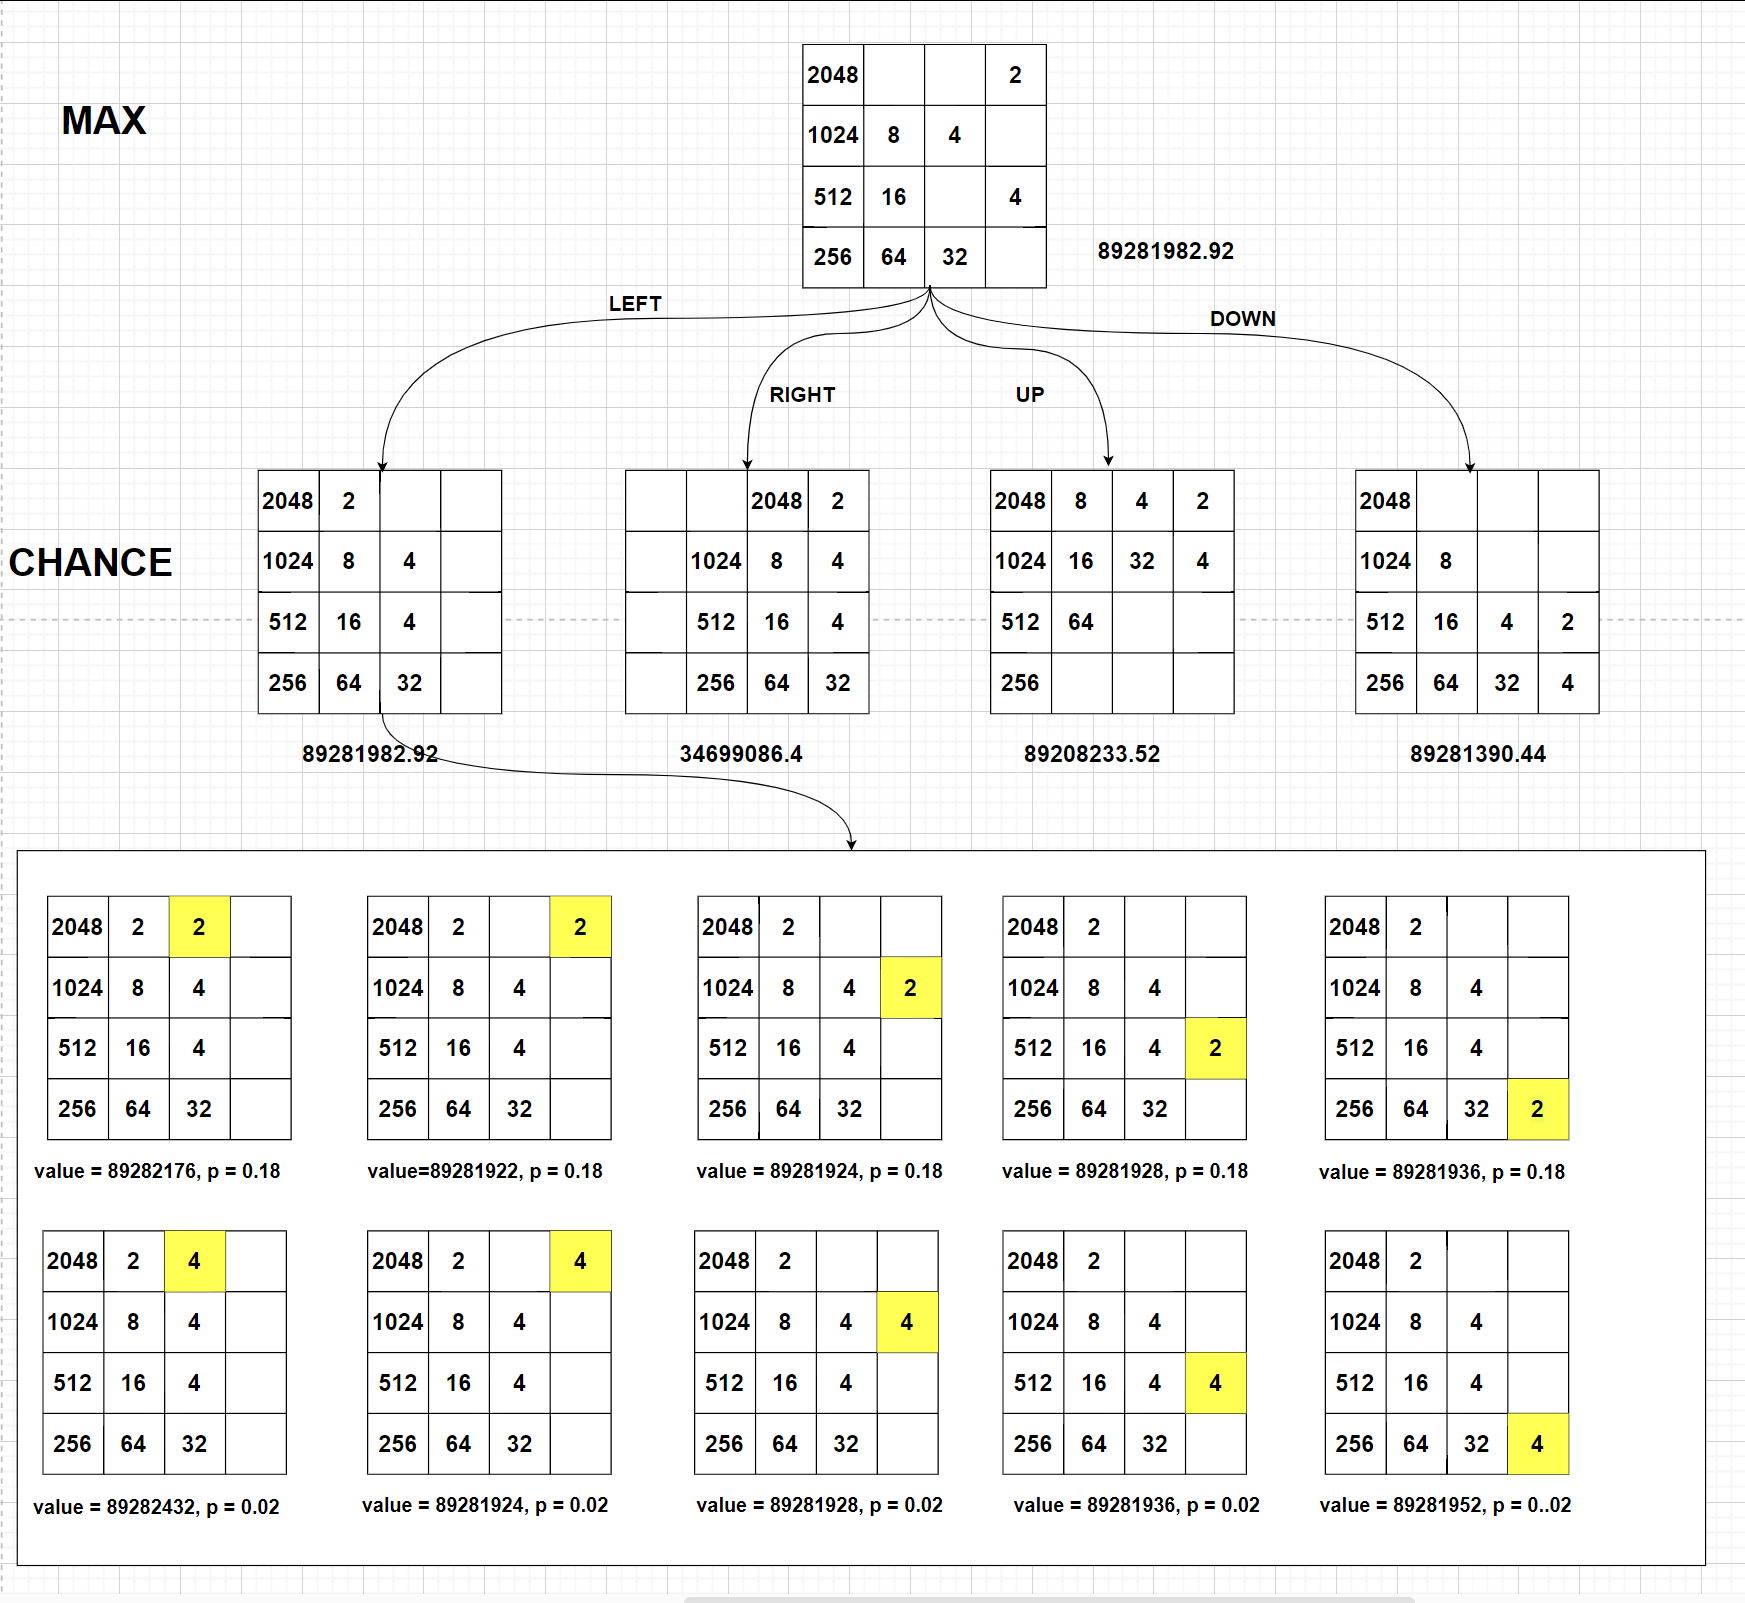 MAX
2048 2
1024 8 4
512 16 4
256 64 32
89281982.92
LEFT
DOWN
RIGHT
UP
CHANCE
2048 2
1024 8 4
512 16 4
256 64 32
89281982.92
2048 2
1024 8 4
512 16 4
256 64 32
34699086.4
2048 8 4 2
1024 16 32 4
512 64
256
89208233.52
2048
1024 8
512 16 4 2
256 64 32 4
89281390.44
2048 2 2
1024 8 4
512 16 4
256 64 32
value = 89282176, p = 0.18
2048 2 2
1024 8 4
512 16 4
256 64 32
value=89281922, p = 0.18
2048 2
1024 8 4 2
512 16 4
256 64 32
value = 89281924, p = 0.18
2048 2
1024 8 4
512 16 4 2
256 64 32
value = 89281928, p = 0.18
2048 2
1024 8 4
512 16 4
256 64 32 2
value = 89281936, p = 0.18
2048 2 4
1024 8 4
512 16 4
256 64 32
value = 89282432, p = 0.02
2048 2 4
1024 8 4
512 16 4
256 64 32
value = 89281924, p = 0.02
2048 2
1024 8 4 4
512 16 4
256 64 32
value = 89281928, p = 0.02
2048 2
1024 8 4
512 16 4 4
256 64 32
value = 89281936, p = 0.02
2048 2
1024 8 4
512 16 4
256 64 32 4
value = 89281952, p = 0..02